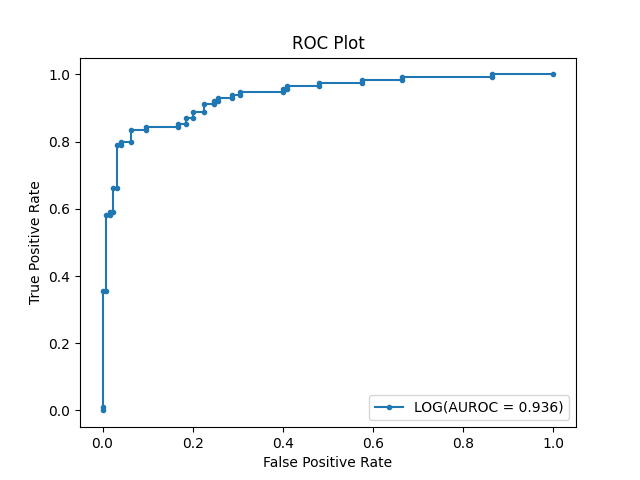 ROC Plot
True Positive Rate
1.0
0.8
0.6
0.4
0.2
0.0
LOG(AUROC = 0.936)
0.0 0.2 0.4 0.6 0.8 1.0
False Positive Rate